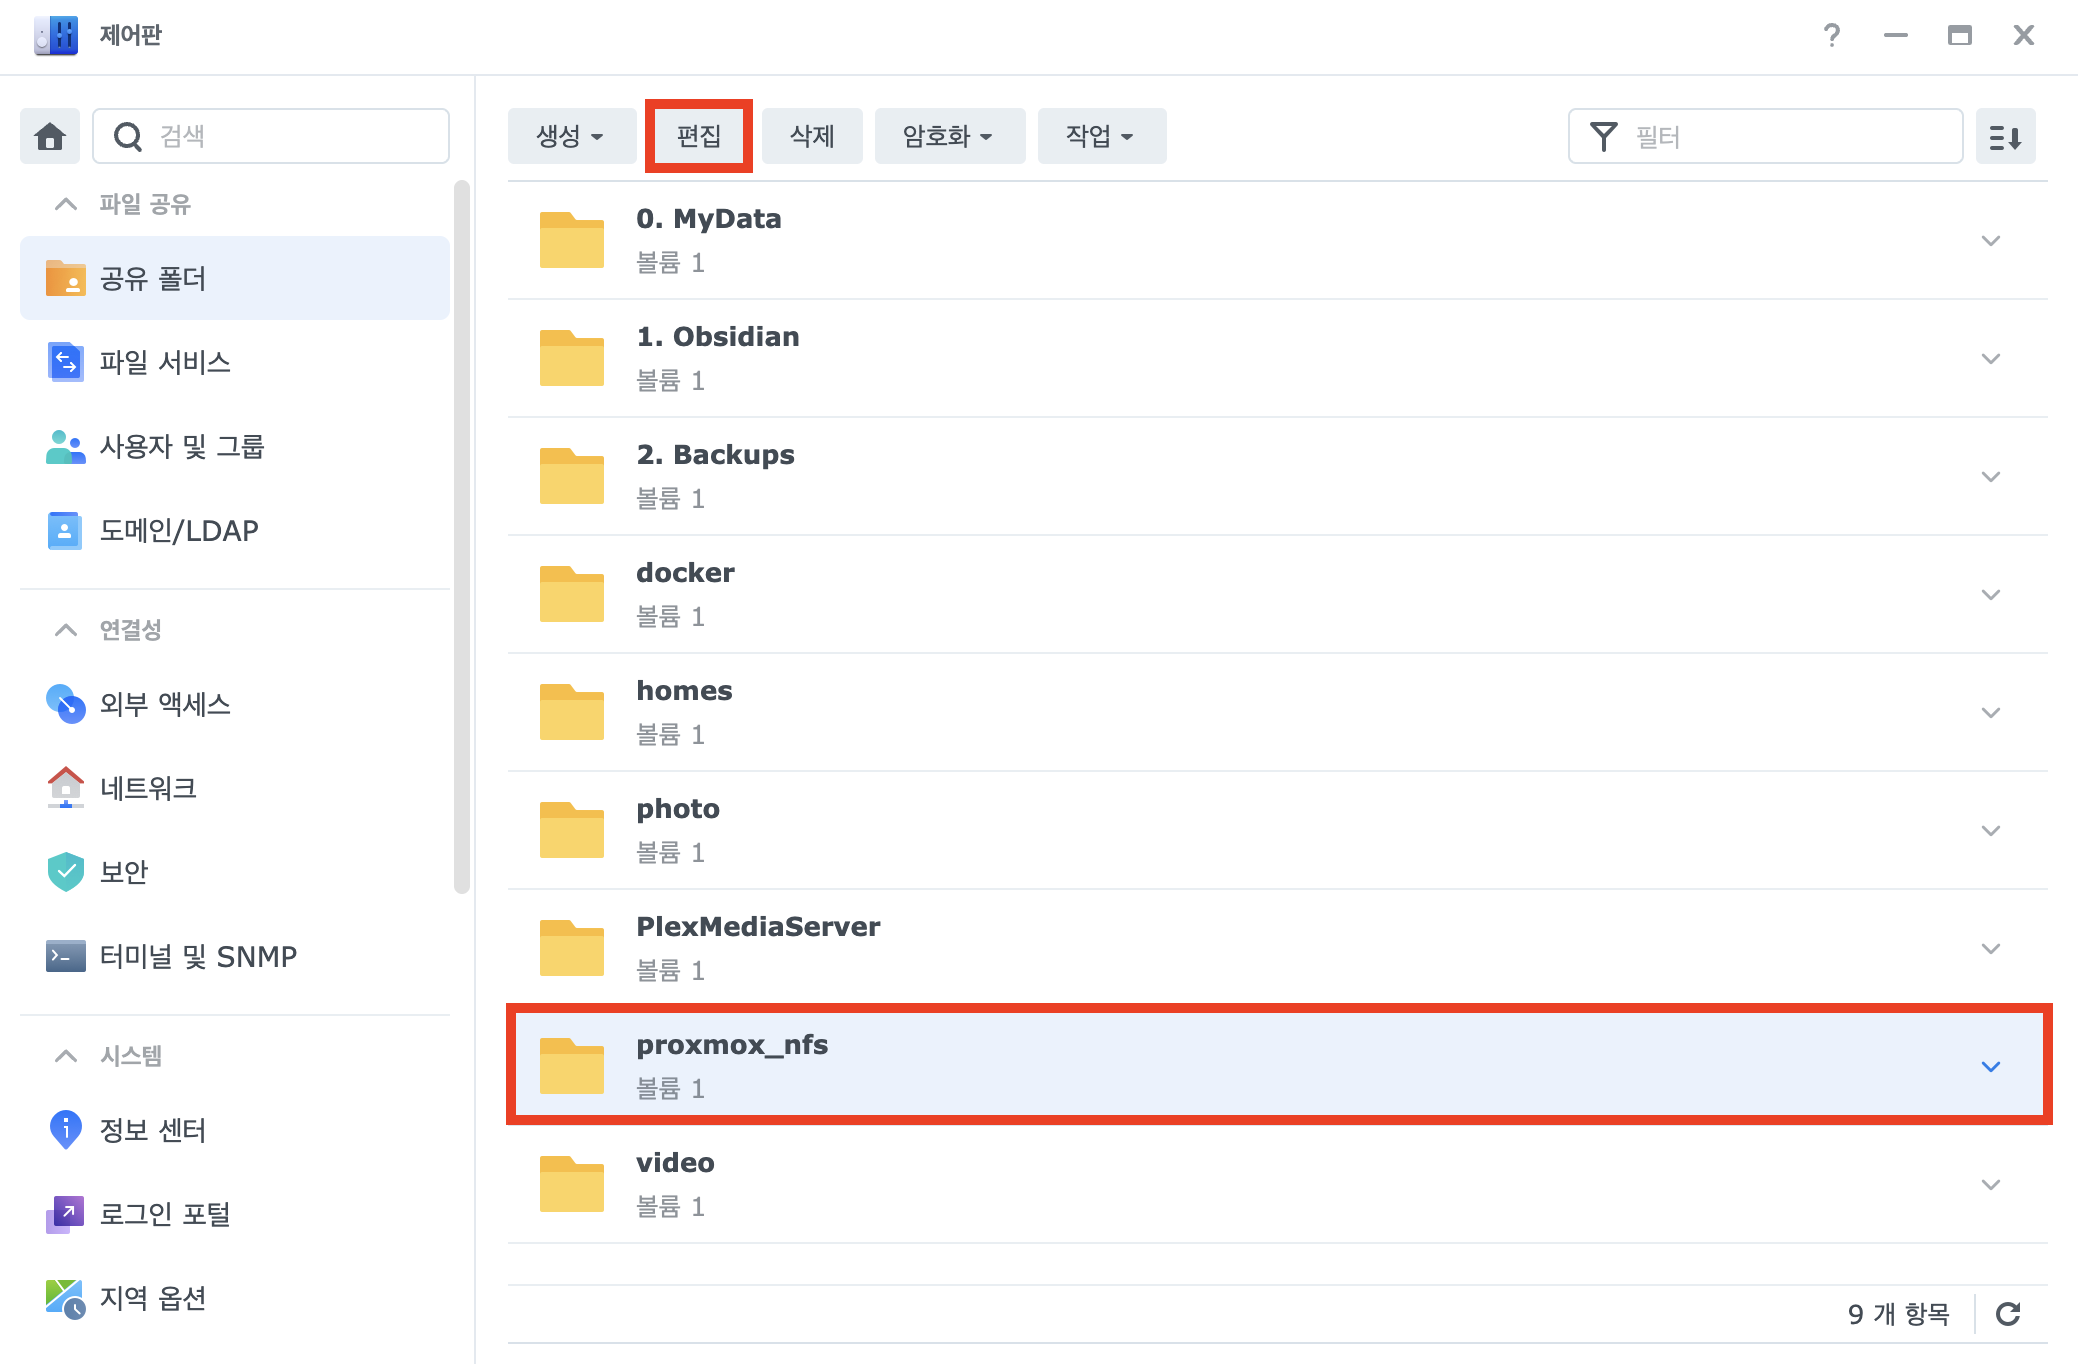 제어판
검색
파일 공유
공유 폴더
파일 서비스
사용자 및 그룹
도메인/LDAP
연결성
외부 액세스
네트워크
보안
터미널 및 SNMP
시스템
정보 센터
로그인 포털
지역 옵션
생성 편집 삭제 암호화 작업 필터
0. MyData
볼륨 1
1. Obsidian
볼륨 1
2. Backups
볼륨 1
docker
볼륨 1
homes
볼륨 1
photo
볼륨 1
PlexMediaServer
볼륨 1
proxmox_nfs
볼륨 1
video
볼륨 1
9 개 항목